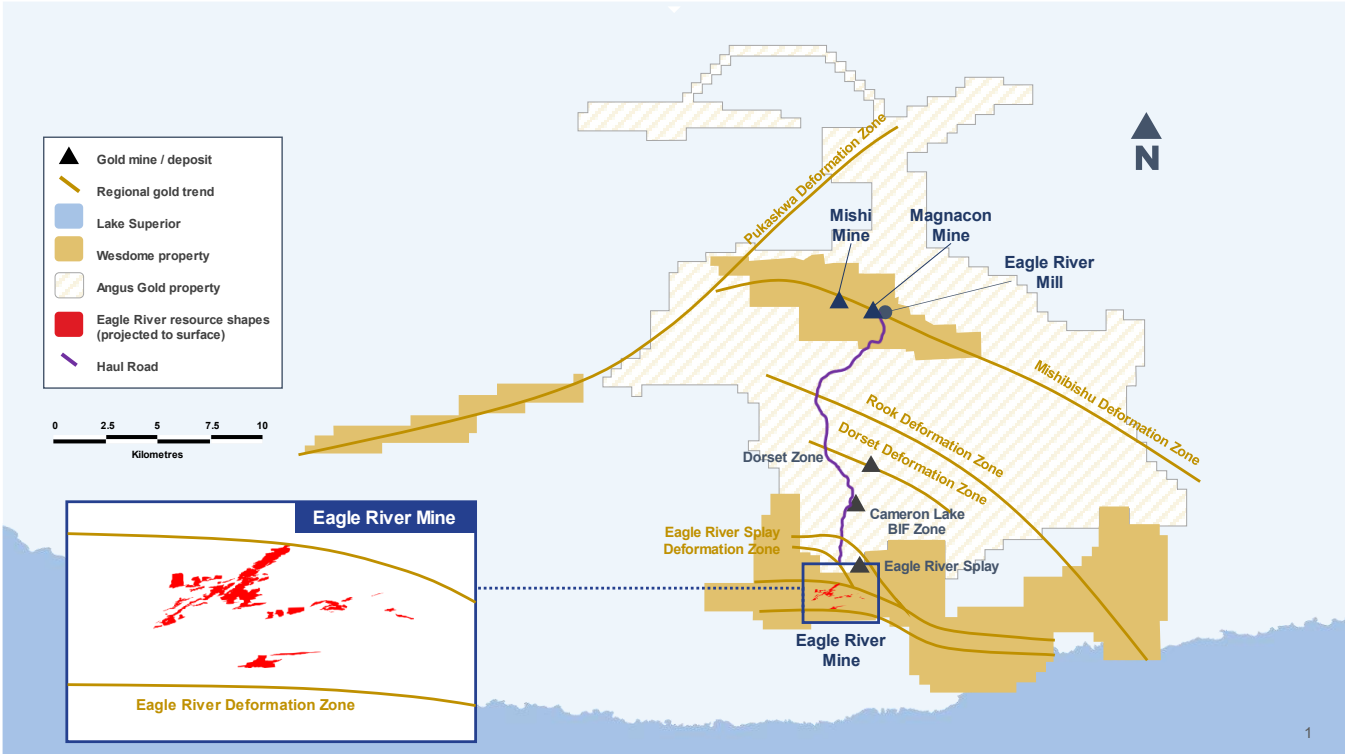 Gold mine / deposit
Regional gold trend
Lake Superior
Wesdome property
Angus Gold property
Eagle River resource shapes
(projected to surface)
Haul Road
0 2.5 5 7.5 10
Kilometres
N
Pukaskwa Deformation Zone
Mishi
Mine
Magnacon
Mine
Eagle River
Mill
Mishibishu Deformation Zone
Rook Deformation Zone
Dorset Deformation Zone
Dorset Zone
Cameron Lake
BIF Zone
Eagle River Splay
Deformation Zone
Eagle River Splay
Eagle River
Mine
Eagle River Mine
Eagle River Deformation Zone
1